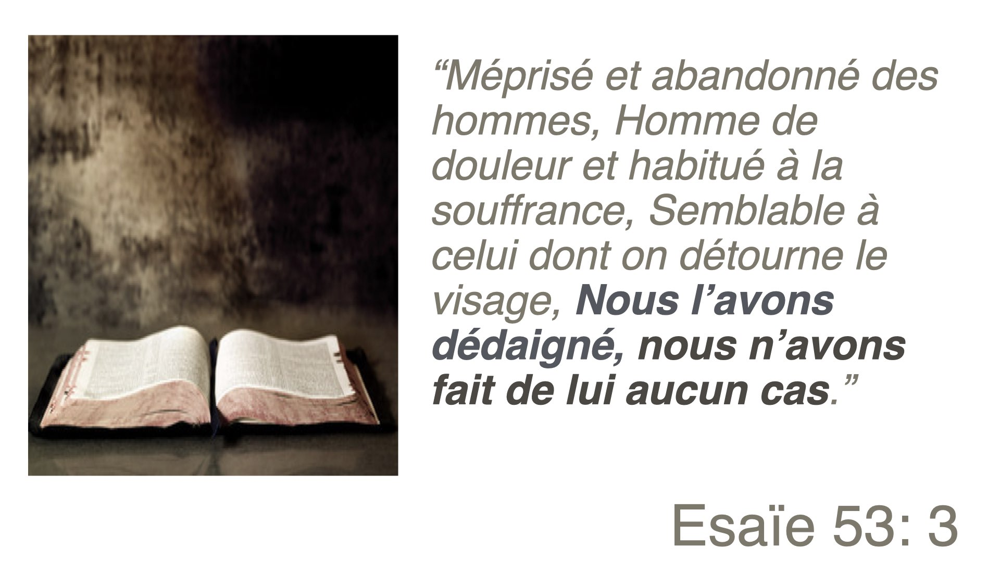 “Méprisé et abandonné des
hommes, Homme de
douleur et habitué à la
souffrance, Semblable à
celui dont on détourne le
visage, Nous l’avons
dédaigné, nous n’avons
fait de lui aucun cas.”
Esaïe 53: 3